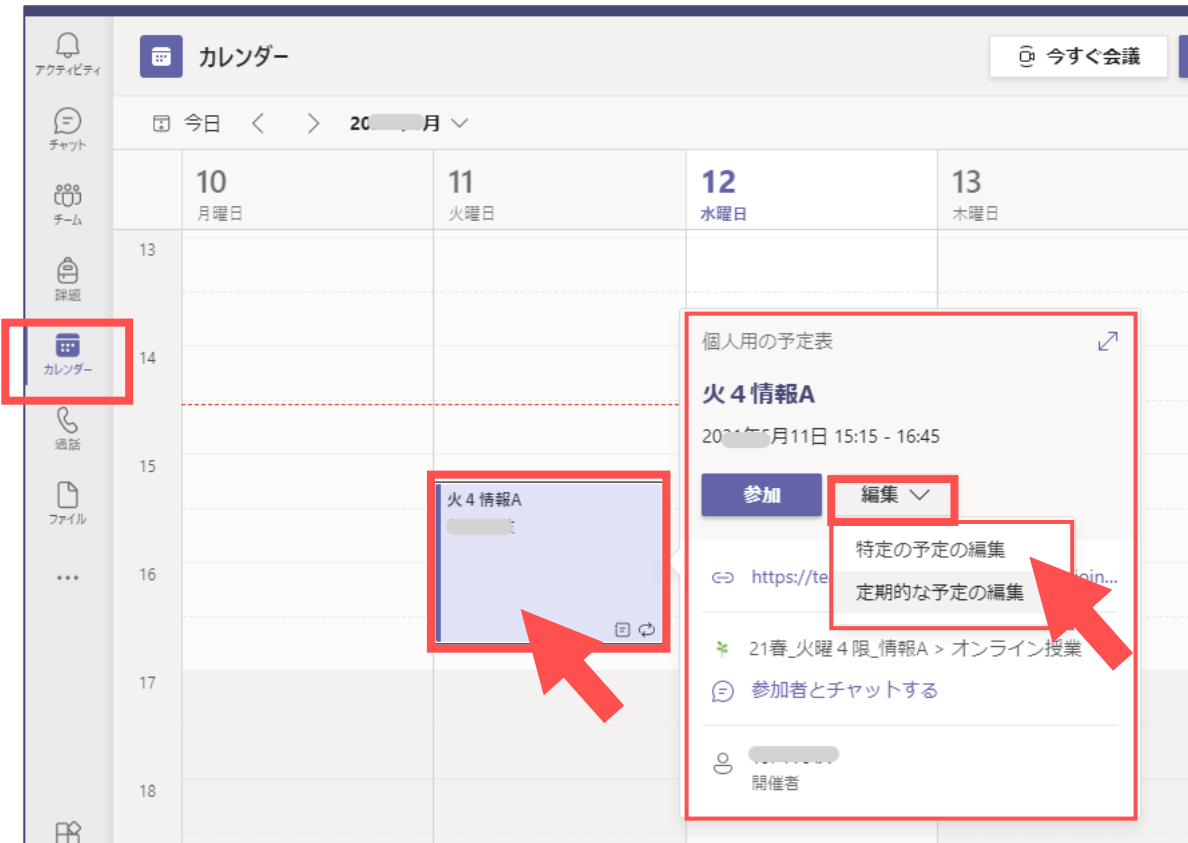 アクティビティ
チャット
チーム
課題
カレンダー
通話
ファイル
カレンダー
今すぐ会議
今日
20
月
10
月曜日
11
火曜日
12
水曜日
13
木曜日
13
14
15
16
17
18
火４情報A
個人用の予定表
火４情報A
月11日 15:15 - 16:45
参加
編集
特定の予定の編集
定期的な予定の編集
https://te
join...
21春_火曜４限_情報A > オンライン授業
参加者とチャットする
開催者